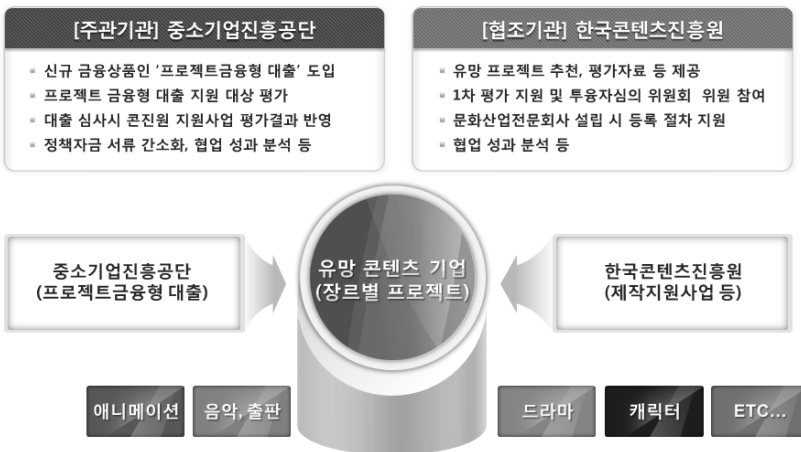 [주관기관] 중소기업진흥공단
신규 금융상품인 ‘프로젝트금융형 대출’ 도입
프로젝트 금융형 대출 지원 대상 평가
대출 심사시 콘진원 지원사업 평가결과 반영
정책자금 서류 간소화, 협업 성과 분석 등
[협조기관] 한국콘텐츠진흥원
유망 프로젝트 추천, 평가자료 등 제공
1차 평가 지원 및 투융자심의 위원회 위원 참여
문화산업전문회사 설립 시 등록 절차 지원
협업 성과 분석 등
중소기업진흥공단
(프로젝트금융형 대출)
유망 콘텐츠 기업
(장르별 프로젝트)
한국콘텐츠진흥원
(제작지원사업 등)
애니메이션
음악, 출판
드라마
캐릭터
ETC...